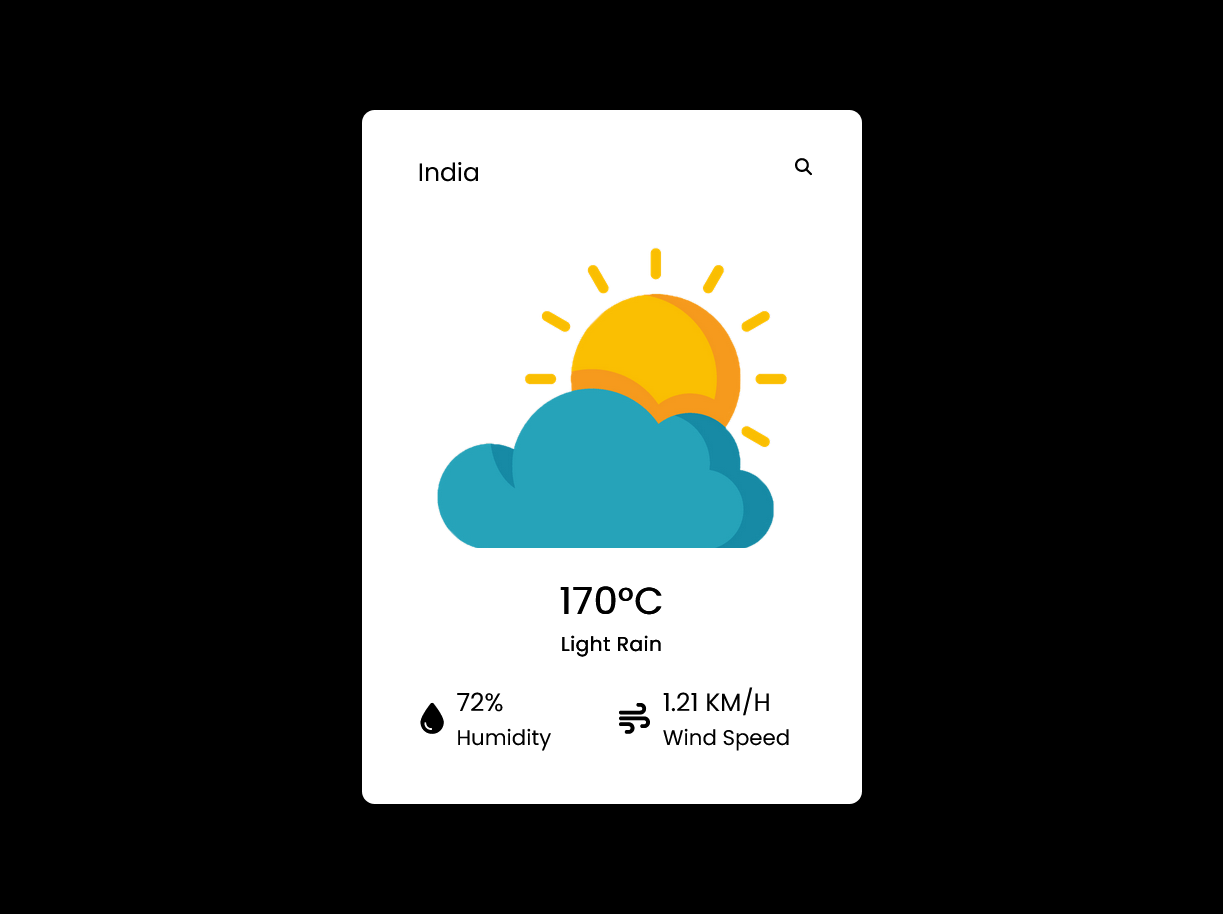 India
170°C
Light Rain
72%
Humidity
1.21 KM/H
Wind Speed